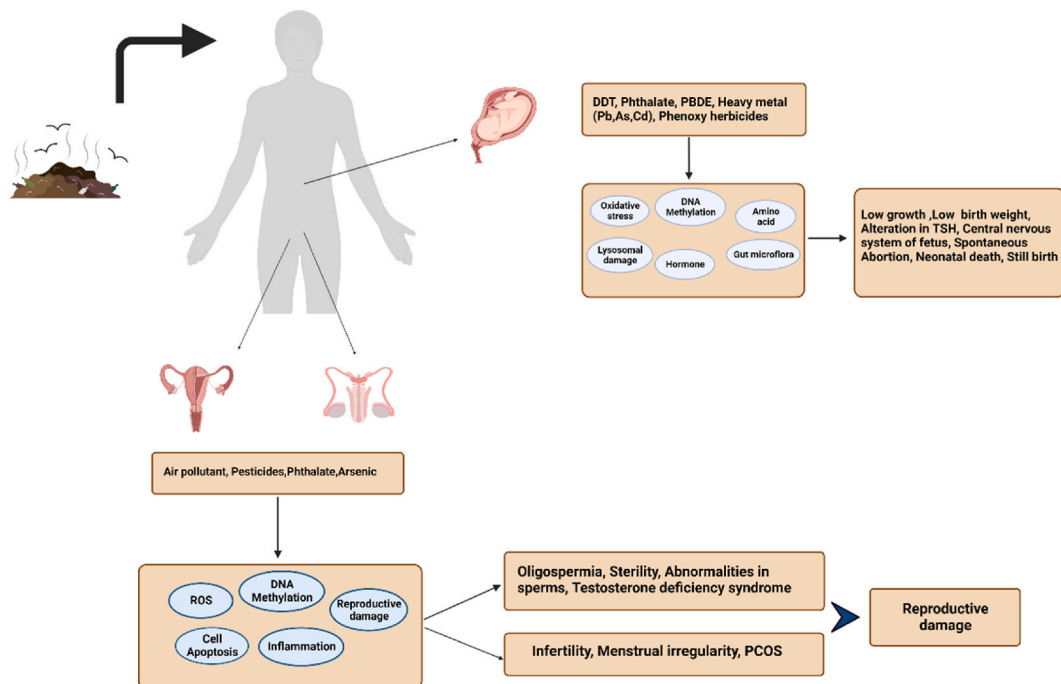 DDT, Phthalate, PBDE, Heavy metal
(Pb,As,Cd), Phenoxy herbicides
Oxidative
stress
DNA
Methylation
Amino
acid
Lysosomal
damage
Hormone
Gut microflora
Low growth ,Low birth weight,
Alteration in TSH, Central nervous
system of fetus, Spontaneous
Abortion, Neonatal death, Still birth
Air pollutant, Pesticides,Phthalate,Arsenic
ROS
DNA
Methylation
Reproductive
damage
Cell
Apoptosis
Inflammation
Oligospermia, Sterility, Abnormalities in
sperms, Testosterone deficiency syndrome
Infertility, Menstrual irregularity, PCOS
Reproductive
damage